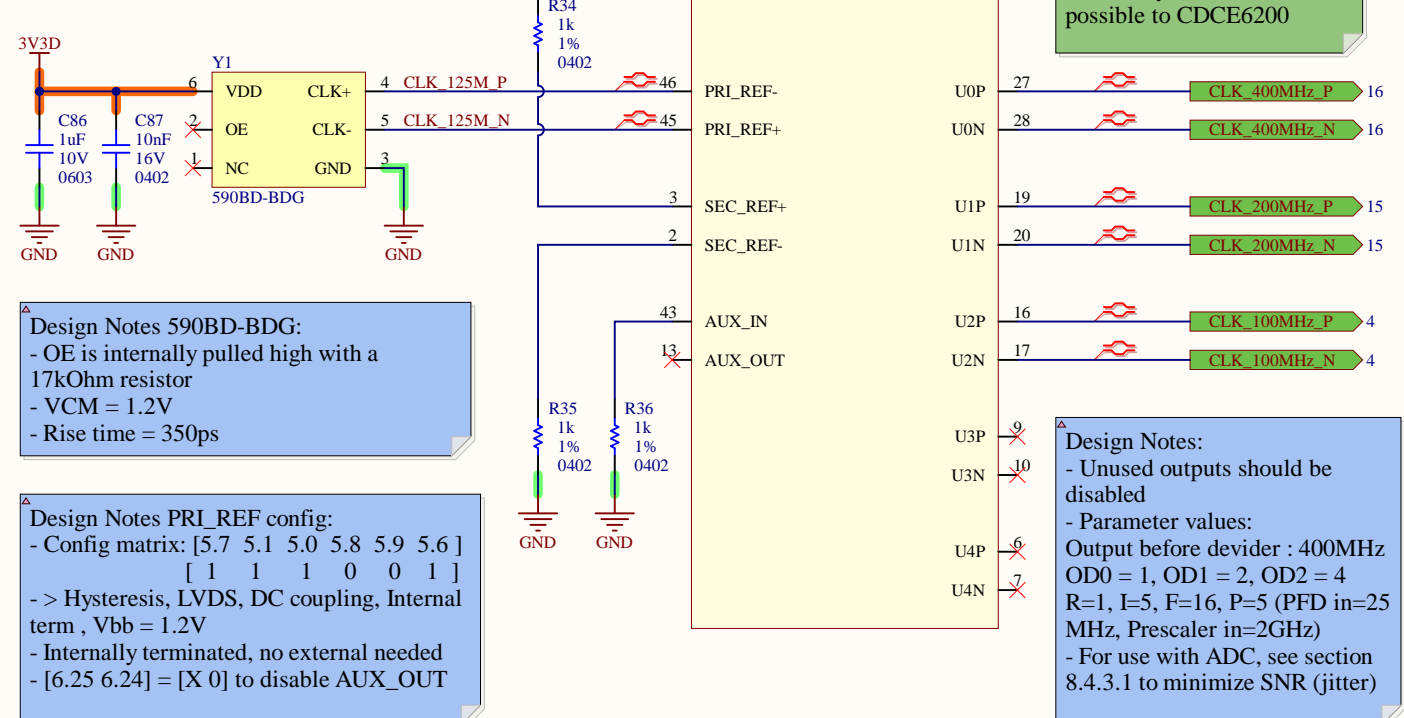 R34
1k
1%
0402
possible to CDCE6200
3V3D
C86
1uF
10V
0603
C87
10nF
16V
0402
Y1
6 VDD CLK+ 4 CLK_125M_P
2 OE CLK- 5 CLK_125M_N
1 NC GND 3
590BD-BDG
GND
GND
GND
46 PRI_REF- U0P 27 CLK_400MHz_P 16
45 PRI_REF+ U0N 28 CLK_400MHz_N 16
3 SEC_REF+ U1P 19 CLK_200MHz_P 15
2 SEC_REF- U1N 20 CLK_200MHz_N 15
43 AUX_IN U2P 16 CLK_100MHz_P 4
13 AUX_OUT U2N 17 CLK_100MHz_N 4
U3P 9
U3N 10
U4P 6
U4N 7
R35
1k
1%
0402
GND
R36
1k
1%
0402
GND
Design Notes 590BD-BDG:
- OE is internally pulled high with a
17kOhm resistor
- VCM = 1.2V
- Rise time = 350ps
Design Notes PRI_REF config:
- Config matrix: [5.7 5.1 5.0 5.8 5.9 5.6 ]
[ 1 1 1 0 0 1 ]
- > Hysteresis, LVDS, DC coupling, Internal
term , Vbb = 1.2V
- Internally terminated, no external needed
- [6.25 6.24] = [X 0] to disable AUX_OUT
Design Notes:
- Unused outputs should be
disabled
- Parameter values:
Output before devider : 400MHz
OD0 = 1, OD1 = 2, OD2 = 4
R=1, I=5, F=16, P=5 (PFD in=25
MHz, Prescaler in=2GHz)
- For use with ADC, see section
8.4.3.1 to minimize SNR (jitter)